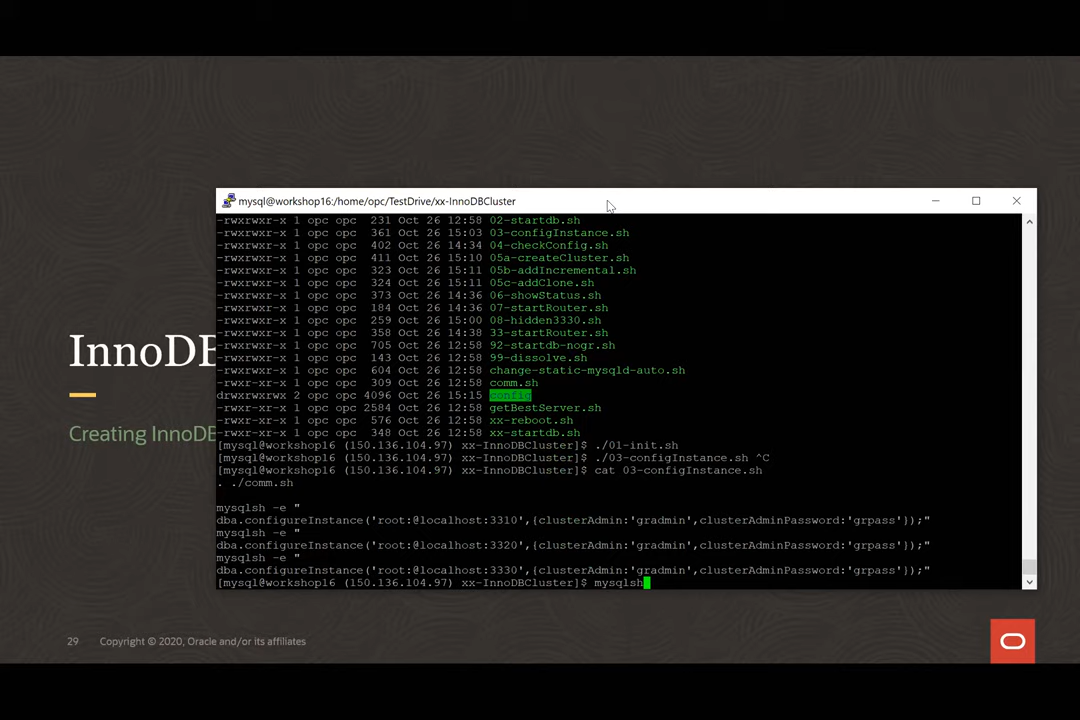 mysql@workshop16:/home/opc/TestDrive/xx-InnoDBCluster
-rwxrwxr-x 1 opc opc  231 Oct 26 12:58 02-startdb.sh
-rwxrwxr-x 1 opc opc  361 Oct 26 15:03 03-configInstance.sh
-rwxrwxr-x 1 opc opc  402 Oct 26 14:34 04-checkConfig.sh
-rwxrwxr-x 1 opc opc  411 Oct 26 15:10 05a-createCluster.sh
-rwxrwxr-x 1 opc opc  323 Oct 26 15:11 05b-addIncremental.sh
-rwxrwxr-x 1 opc opc  324 Oct 26 15:11 05c-addClone.sh
-rwxrwxr-x 1 opc opc  373 Oct 26 14:36 06-showStatus.sh
-rwxrwxr-x 1 opc opc  184 Oct 26 14:36 07-startRouter.sh
-rwxrwxr-x 1 opc opc  259 Oct 26 15:00 08-hidden3330.sh
-rwxrwxr-x 1 opc opc  358 Oct 26 14:38 33-startRouter.sh
-rwxrwxr-x 1 opc opc  705 Oct 26 12:58 92-startdb-nogr.sh
-rwxrwxr-x 1 opc opc  143 Oct 26 12:58 99-dissolve.sh
-rwxrwxr-x 1 opc opc  604 Oct 26 12:58 change-static-mysqld-auto.sh
-rwxrwxr-x 1 opc opc  309 Oct 26 12:58 comm.sh
drwxrwxrwx 2 opc opc 4096 Oct 26 15:15 config
-rwxrwxr-x 1 opc opc 2584 Oct 26 12:58 getBestServer.sh
-rwxrwxr-x 1 opc opc  576 Oct 26 12:58 xx-reboot.sh
-rwxrwxr-x 1 opc opc  348 Oct 26 12:58 xx-startdb.sh
[mysql@workshop16 (150.136.104.97) xx-InnoDBCluster]$ ./01-init.sh
[mysql@workshop16 (150.136.104.97) xx-InnoDBCluster]$ ./03-configInstance.sh ^C
[mysql@workshop16 (150.136.104.97) xx-InnoDBCluster]$ cat 03-configInstance.sh
. ./comm.sh
mysqlsh -e "
dba.configureInstance('root:@localhost:3310',{clusterAdmin:'gradmin',clusterAdminPassword:'grpass'});"
mysqlsh -e "
dba.configureInstance('root:@localhost:3320',{clusterAdmin:'gradmin',clusterAdminPassword:'grpass'});"
mysqlsh -e "
dba.configureInstance('root:@localhost:3330',{clusterAdmin:'gradmin',clusterAdminPassword:'grpass'});"
[mysql@workshop16 (150.136.104.97) xx-InnoDBCluster]$ mysqlsh
InnoDB
Creating InnoDB
29 Copyright © 2020, Oracle and/or its affiliates